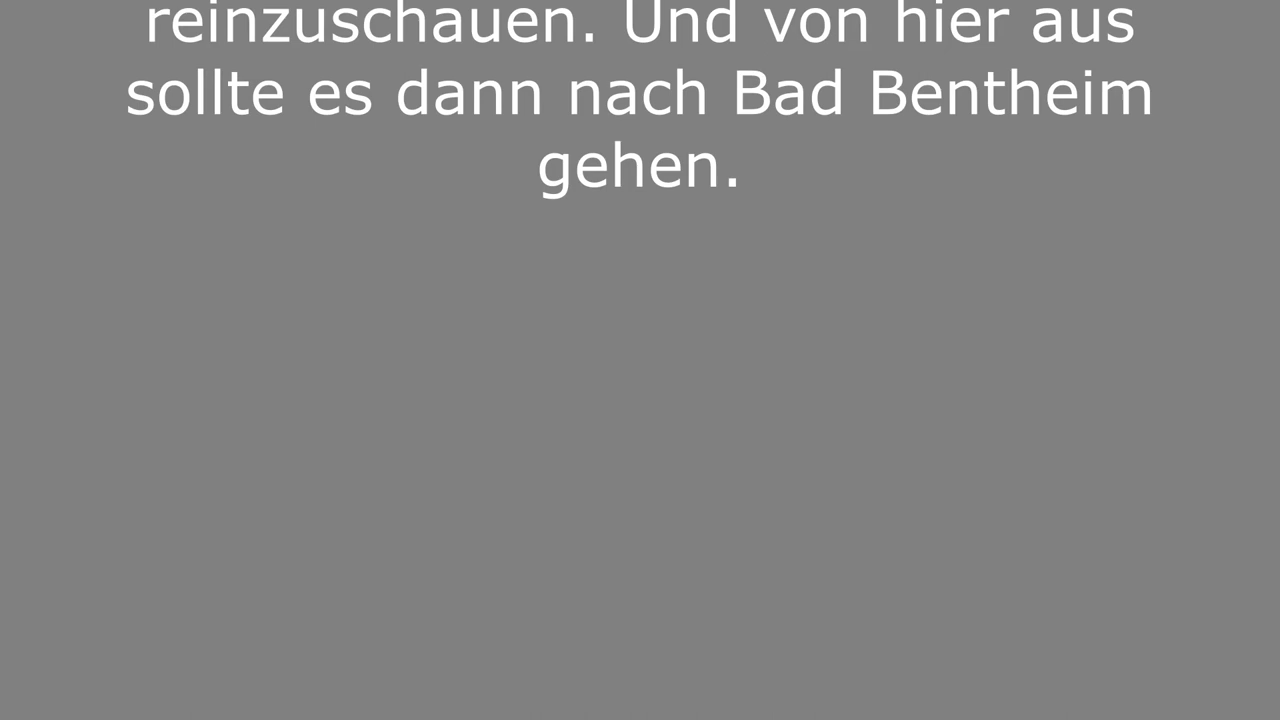 reinzuschauen. Und von hier aus
sollte es dann nach Bad Bentheim
gehen.